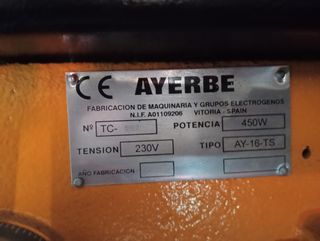 CE AYERBE
FABRICACION DE MAQUINARIA Y GRUPOS ELECTROGENOS
N.I.F. A01109206 VITORIA - SPAIN
Nº TC- POTENCIA 450W
TENSION 230V TIPO AY-16-TS
AÑO FABRICACION